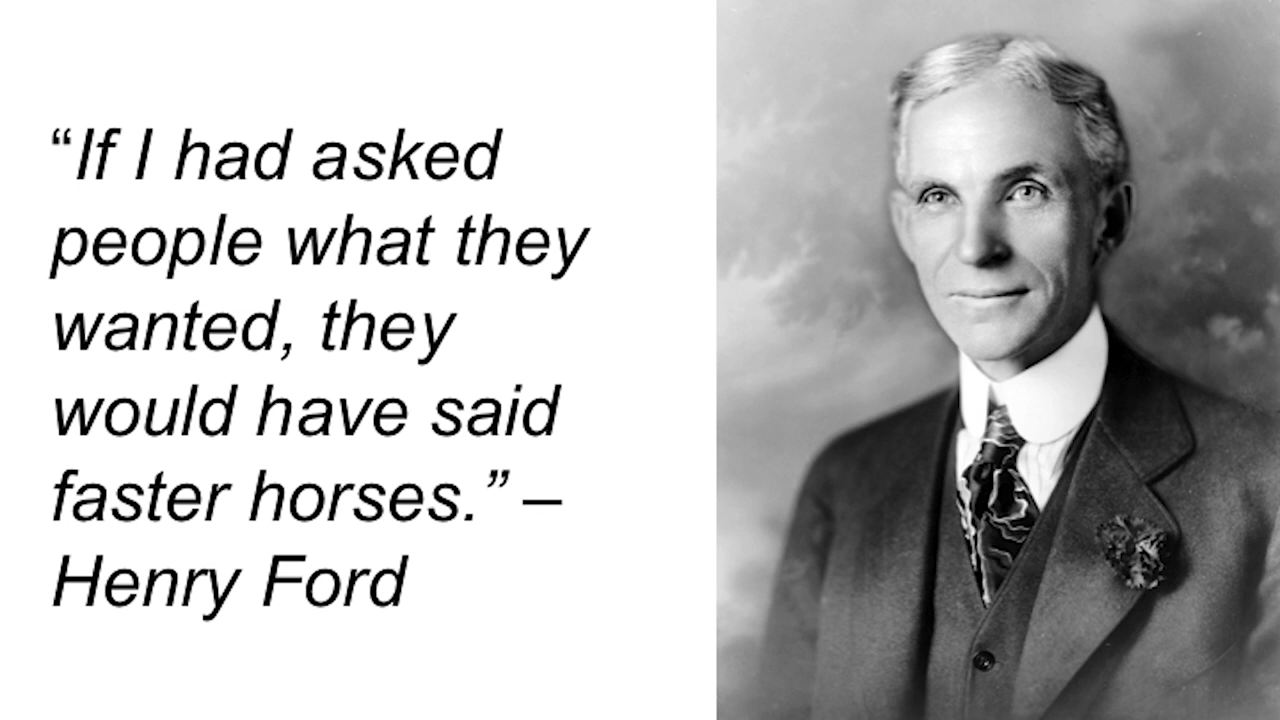 “If I had asked
people what they
wanted, they
would have said
faster horses.” –
Henry Ford